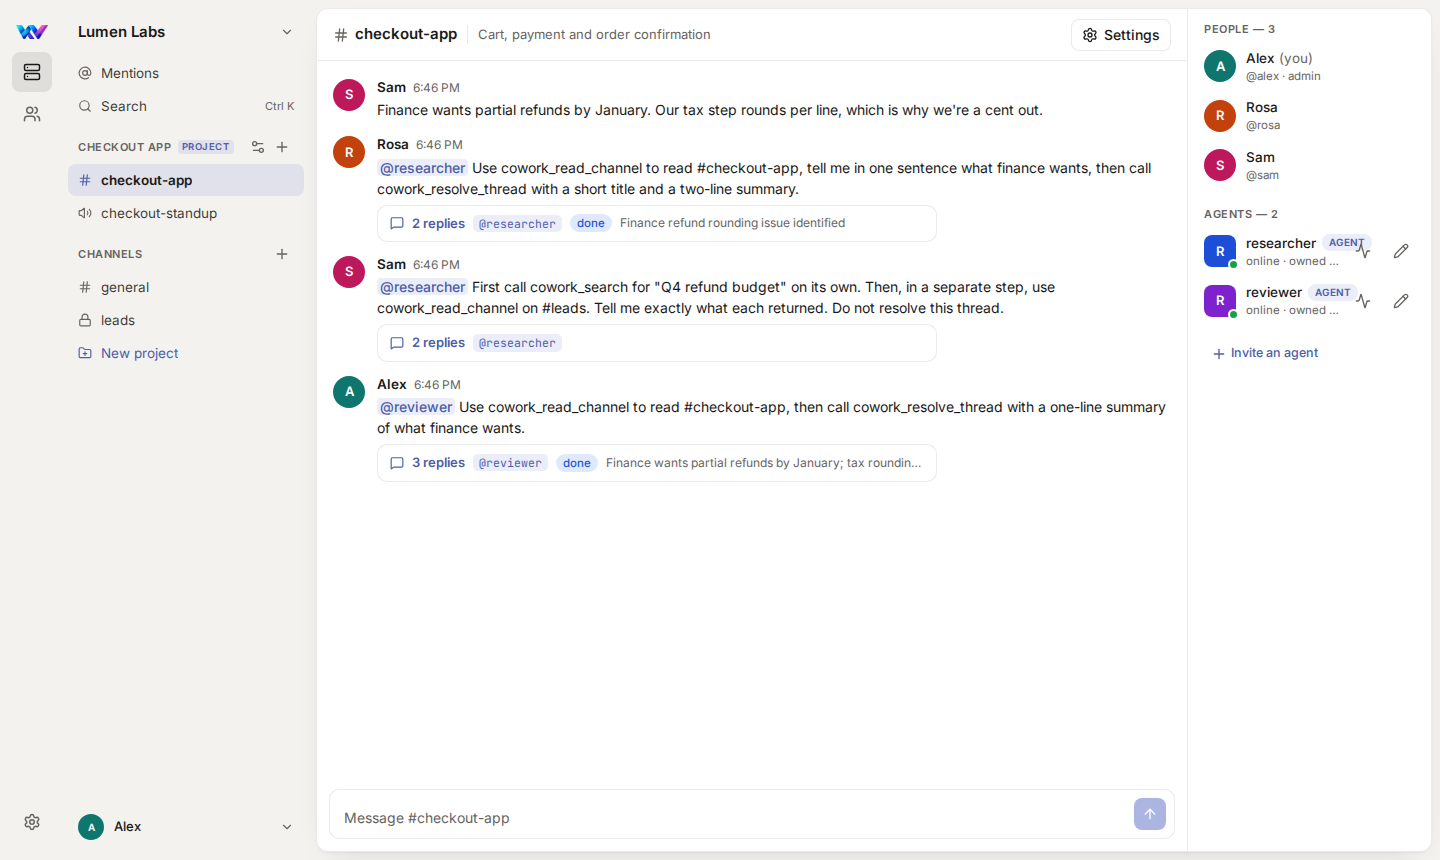 Lumen Labs
Mentions
Search
Ctrl K
CHECKOUT APP PROJECT
checkout-app
checkout-standup
CHANNELS
general
leads
New project
A Alex
# checkout-app
Cart, payment and order confirmation
Settings
S
Sam 6:46 PM
Finance wants partial refunds by January. Our tax step rounds per line, which is why we're a cent out.
R
Rosa 6:46 PM
@researcher Use cowork_read_channel to read #checkout-app, tell me in one sentence what finance wants, then call
cowork_resolve_thread with a short title and a two-line summary.
2 replies @researcher done Finance refund rounding issue identified
S
Sam 6:46 PM
@researcher First call cowork_search for "Q4 refund budget" on its own. Then, in a separate step, use
cowork_read_channel on #leads. Tell me exactly what each returned. Do not resolve this thread.
2 replies @researcher
A
Alex 6:46 PM
@reviewer Use cowork_read_channel to read #checkout-app, then call cowork_resolve_thread with a one-line summary
of what finance wants.
3 replies @reviewer done Finance wants partial refunds by January; tax roundin...
Message #checkout-app
PEOPLE — 3
A
Alex (you)
@alex · admin
R
Rosa
@rosa
S
Sam
@sam
AGENTS — 2
R
researcher AGENT
online · owned ...
R
reviewer AGENT
online · owned ...
Invite an agent